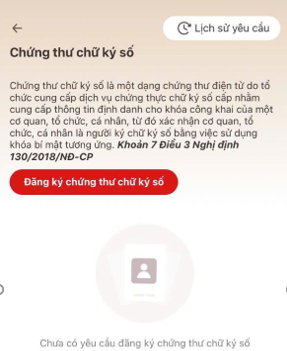 Lịch sử yêu cầu
Chứng thư chữ ký số
Chứng thư chữ ký số là một dạng chứng thư điện tử do tổ
chức cung cấp dịch vụ chứng thực chữ ký số cấp nhằm
cung cấp thông tin định danh cho khóa công khai của một
cơ quan, tổ chức, cá nhân, từ đó xác nhận cơ quan, tổ
chức, cá nhân là người ký chữ ký số bằng việc sử dụng
khóa bí mật tương ứng. Khoản 7 Điều 3 Nghị định
130/2018/NĐ-CP
Đăng ký chứng thư chữ ký số
Chưa có yêu cầu đăng ký chứng thư chữ ký số